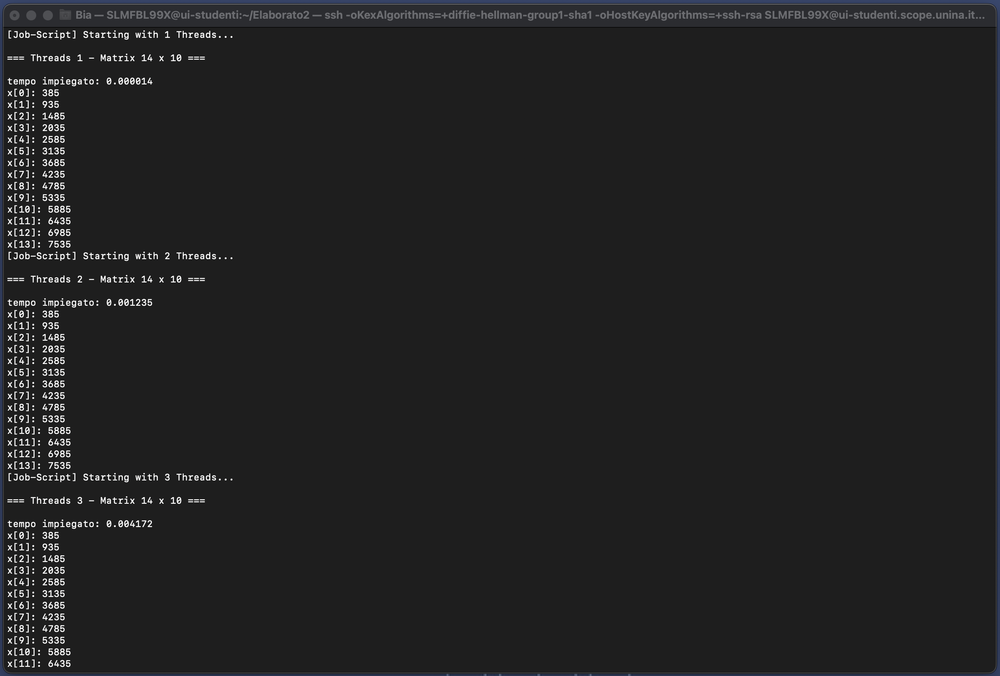 Bia — SLMFBL99X@ui-studenti:~/Elaborato2 — ssh -oKexAlgorithms=+diffie-hellman-group1-sha1 -oHostKeyAlgorithms=+ssh-rsa SLMFBL99X@ui-studenti.scope.unina.it...
[Job-Script] Starting with 1 Threads...
=== Threads 1 - Matrix 14 x 10 ===
tempo impiegato: 0.000014
x[0]: 385
x[1]: 935
x[2]: 1485
x[3]: 2035
x[4]: 2585
x[5]: 3135
x[6]: 3685
x[7]: 4235
x[8]: 4785
x[9]: 5335
x[10]: 5885
x[11]: 6435
x[12]: 6985
x[13]: 7535
[Job-Script] Starting with 2 Threads...
=== Threads 2 - Matrix 14 x 10 ===
tempo impiegato: 0.001235
x[0]: 385
x[1]: 935
x[2]: 1485
x[3]: 2035
x[4]: 2585
x[5]: 3135
x[6]: 3685
x[7]: 4235
x[8]: 4785
x[9]: 5335
x[10]: 5885
x[11]: 6435
x[12]: 6985
x[13]: 7535
[Job-Script] Starting with 3 Threads...
=== Threads 3 - Matrix 14 x 10 ===
tempo impiegato: 0.004172
x[0]: 385
x[1]: 935
x[2]: 1485
x[3]: 2035
x[4]: 2585
x[5]: 3135
x[6]: 3685
x[7]: 4235
x[8]: 4785
x[9]: 5335
x[10]: 5885
x[11]: 6435